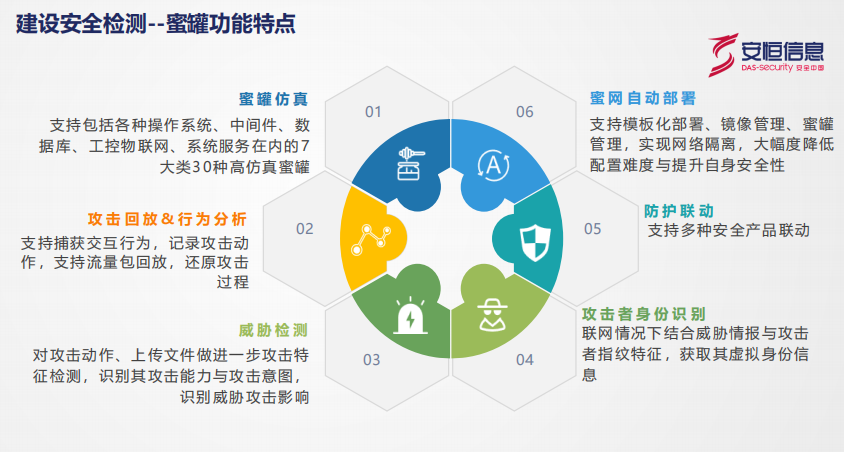 建设安全检测--蜜罐功能特点
安恒信息
DAS-security 安全中国
蜜罐仿真
支持包括各种操作系统、中间件、数
据库、工控物联网、系统服务在内的7
大类30种高仿真蜜罐
01
攻击回放&行为分析
支持捕获交互行为，记录攻击动
作，支持流量包回放，还原攻击
过程
02
威胁检测
对攻击动作、上传文件做进一步攻击特
征检测，识别其攻击能力与攻击意图，
识别威胁攻击影响
03
攻击者身份识别
联网情况下结合威胁情报与攻击
者指纹特征，获取其虚拟身份信
息
04
防护联动
支持多种安全产品联动
05
蜜网自动部署
支持模板化部署、镜像管理、蜜罐
管理，实现网络隔离，大幅度降低
配置难度与提升自身安全性
06
A